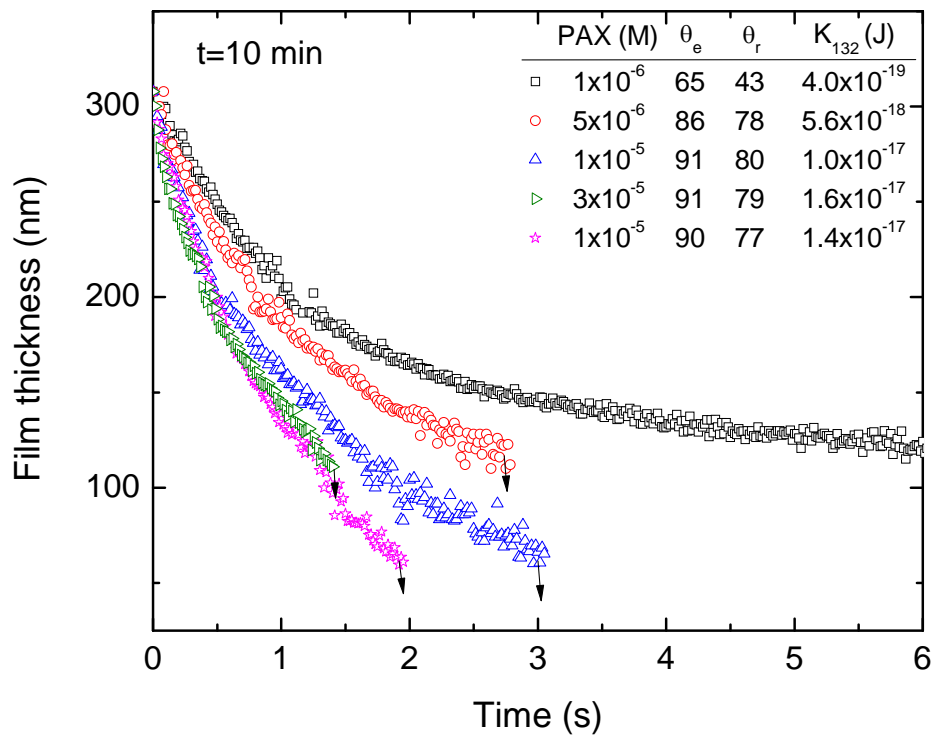 t=10 min
PAX (M) θe θr K132 (J)
1x10-6 65 43 4.0x10-19
5x10-6 86 78 5.6x10-18
1x10-5 91 80 1.0x10-17
3x10-5 91 79 1.6x10-17
1x10-5 90 77 1.4x10-17
300
200
100
Film thickness (nm)
0 1 2 3 4 5 6
Time (s)